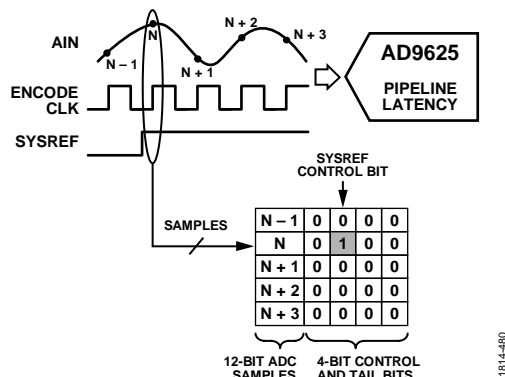 AIN
N – 1
N
N + 1
N + 2
N + 3
AD9625
PIPELINE
LATENCY
ENCODE
CLK
SYSREF
SYSREF
CONTROL BIT
SAMPLES
N – 1 0 0 0 0
N 0 1 0 0
N + 1 0 0 0 0
N + 2 0 0 0 0
N + 3 0 0 0 0
12-BIT ADC
SAMPLES
4-BIT CONTROL
AND TAIL BITS
1814-480